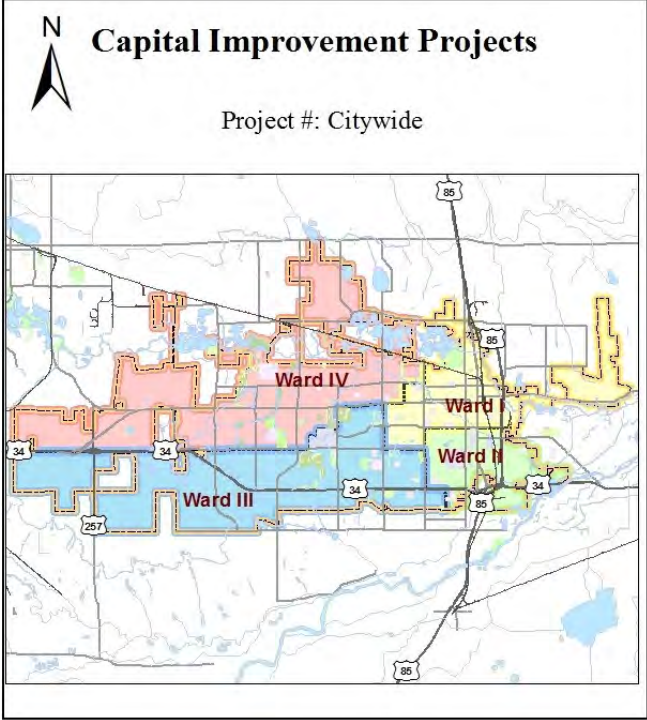 N
Capital Improvement Projects
Project #: Citywide
85
85
Ward IV
Ward I
34
34
Ward II
Ward III
34
34
85
257
85